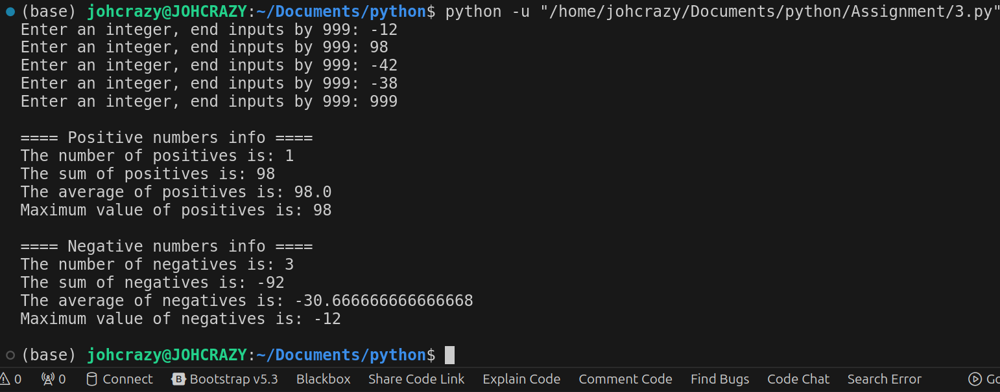 (base) johcrazy@JOHCRAZY:~/Documents/python$ python -u "/home/johcrazy/Documents/python/Assignment/3.py"
Enter an integer, end inputs by 999: -12
Enter an integer, end inputs by 999: 98
Enter an integer, end inputs by 999: -42
Enter an integer, end inputs by 999: -38
Enter an integer, end inputs by 999: 999
==== Positive numbers info ====
The number of positives is: 1
The sum of positives is: 98
The average of positives is: 98.0
Maximum value of positives is: 98
==== Negative numbers info ====
The number of negatives is: 3
The sum of negatives is: -92
The average of negatives is: -30.666666666666668
Maximum value of negatives is: -12
(base) johcrazy@JOHCRAZY:~/Documents/python$
0 0 Connect B Bootstrap v5.3 Blackbox Share Code Link Explain Code Comment Code Find Bugs Code Chat Search Error